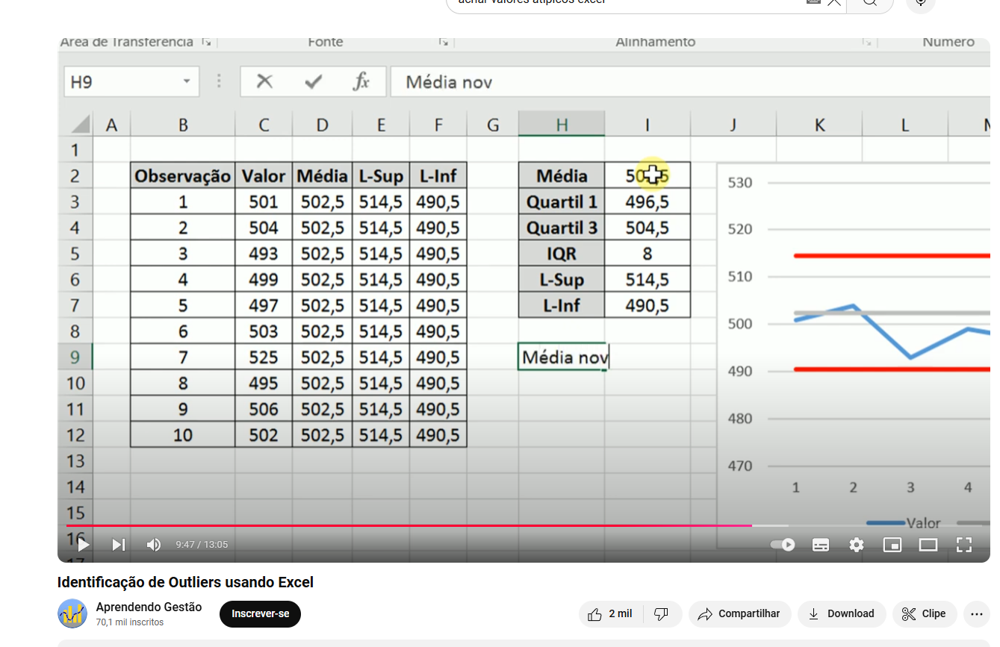 achar valores atípicos excel
Área de Transferência Fonte Alinhamento Número
H9 fx Média nov
A B C D E F G H I J K L
1
2 Observação Valor Média L-Sup L-Inf Média
3 1 501 502,5 514,5 490,5 Quartil 1 496,5
4 2 504 502,5 514,5 490,5 Quartil 3 504,5
5 3 493 502,5 514,5 490,5 IQR 8
6 4 499 502,5 514,5 490,5 L-Sup 514,5
7 5 497 502,5 514,5 490,5 L-Inf 490,5
8 6 503 502,5 514,5 490,5
9 7 525 502,5 514,5 490,5 Média nov
10 8 495 502,5 514,5 490,5
11 9 506 502,5 514,5 490,5
12 10 502 502,5 514,5 490,5
13
14
15
16
17
530
520
510
500
490
480
470
1 2 3 4
Valor
9:47 / 13:05
Identificação de Outliers usando Excel
Aprendendo Gestão
70,1 mil inscritos
Inscrever-se
2 mil
Compartilhar
Download
Clipe